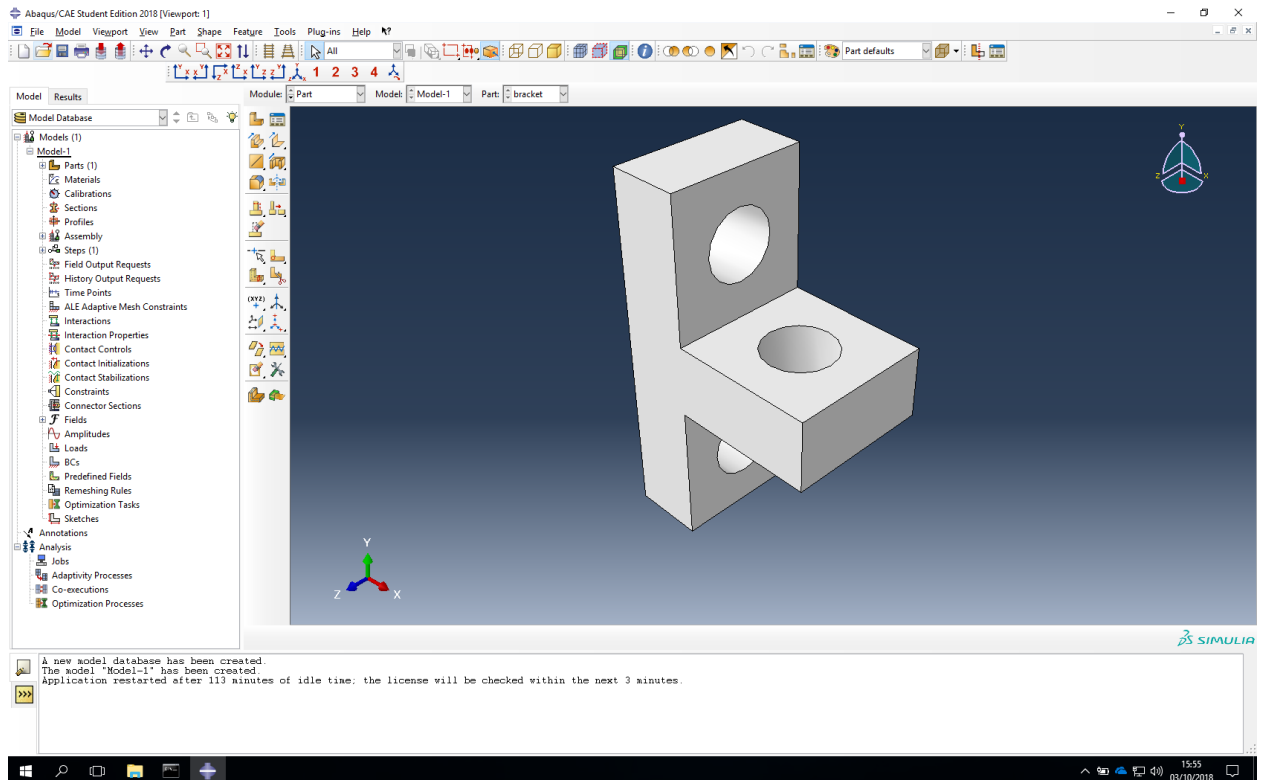 Abaqus/CAE Student Edition 2018 [Viewport: 1]
File Model Viewport View Part Shape Feature Tools Plug-ins Help
All Part defaults
1 2 3 4
Model Results Module: Part Model: Model-1 Part: bracket
Model Database
Models (1)
Model-1
Parts (1)
Materials
Calibrations
Sections
Profiles
Assembly
Steps (1)
Field Output Requests
History Output Requests
Time Points
ALE Adaptive Mesh Constraints
Interactions
Interaction Properties
Contact Controls
Contact Initializations
Contact Stabilizations
Constraints
Connector Sections
Fields
Amplitudes
Loads
BCs
Predefined Fields
Remeshing Rules
Optimization Tasks
Sketches
Annotations
Analysis
Jobs
Adaptivity Processes
Co-executions
Optimization Processes
(XYZ)
Y
Z X
Y
Z X
SIMULIA
A new model database has been created.
The model "Model-1" has been created.
Application restarted after 113 minutes of idle time; the license will be checked within the next 3 minutes.
>>>
15:55
03/10/2018